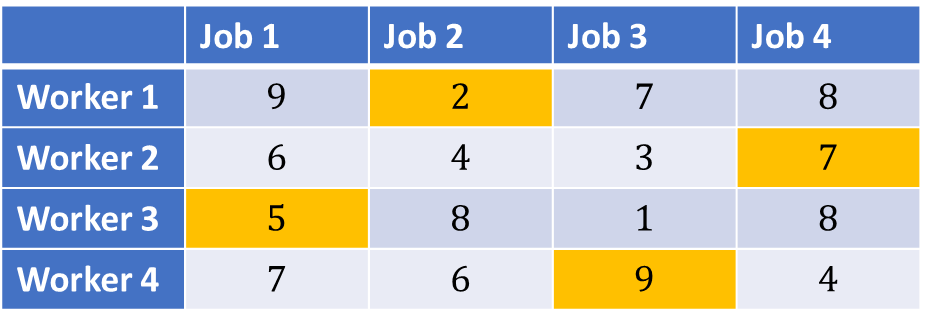 Job 1 Job 2 Job 3 Job 4
Worker 1 9 2 7 8
Worker 2 6 4 3 7
Worker 3 5 8 1 8
Worker 4 7 6 9 4